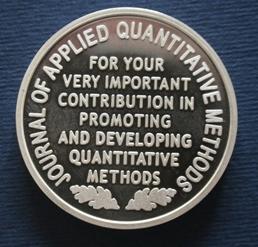 JOURNAL OF APPLIED QUANTITATIVE METHODS
FOR YOUR
VERY IMPORTANT
CONTRIBUTION IN
PROMOTING
AND DEVELOPING
QUANTITATIVE
METHODS